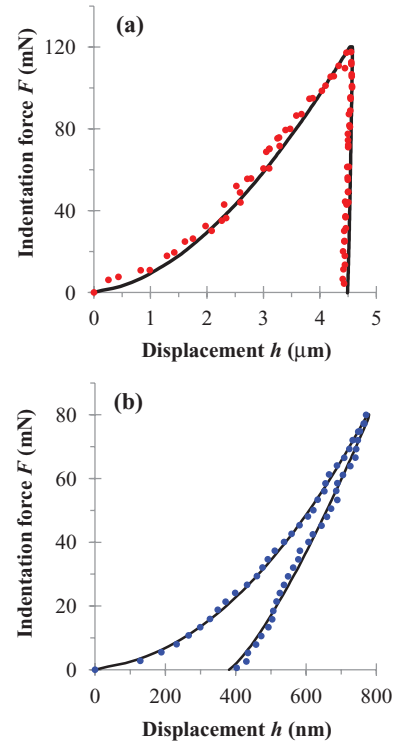 (a)
Indentation force F (mN)
120
80
40
0
0 1 2 3 4 5
Displacement h (μm)
(b)
Indentation force F (mN)
80
60
40
20
0
0 200 400 600 800
Displacement h (nm)